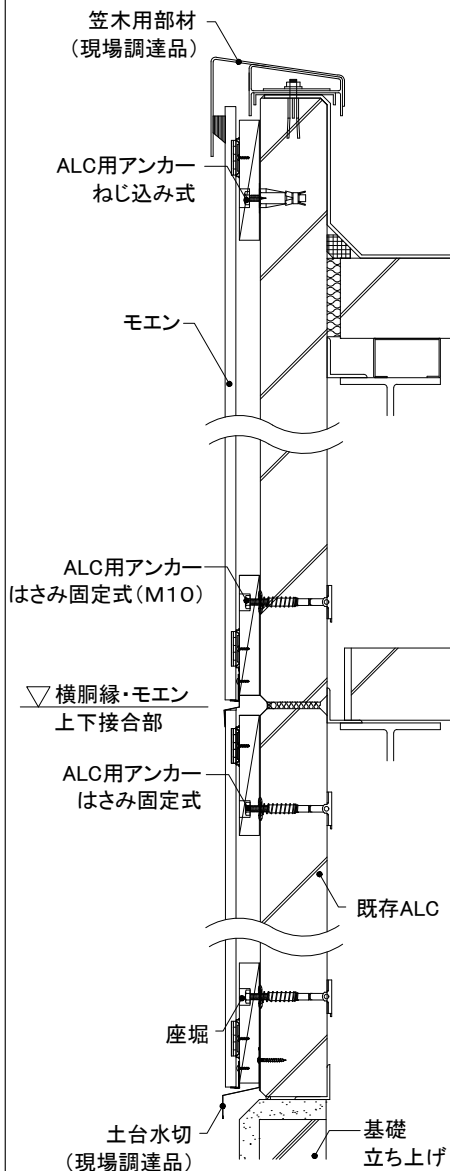 笠木用部材
（現場調達品）
ALC用アンカー
ねじ込み式
モエン
ALC用アンカー
はさみ固定式（M10）
▽ 横胴縁・モエン
上下接合部
ALC用アンカー
はさみ固定式
既存ALC
座堀
土台水切
（現場調達品）
基礎
立ち上げ